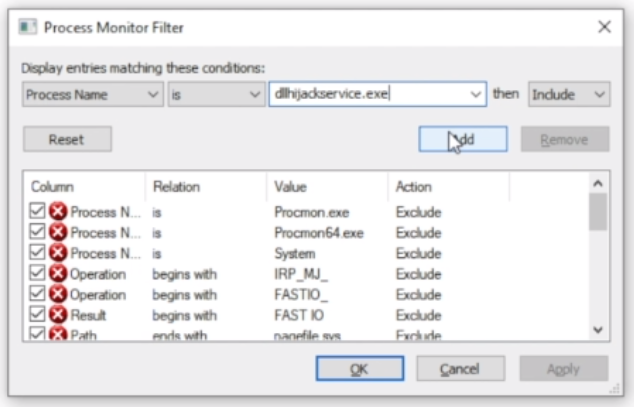 Process Monitor Filter
Display entries matching these conditions:
Process Name is dllhijackservice.exe then Include
Reset Add Remove
Column Relation Value Action
Process N... is Procmon.exe Exclude
Process N... is Procmon64.exe Exclude
Process N... is System Exclude
Operation begins with IRP_MJ_ Exclude
Operation begins with FASTIO_ Exclude
Result begins with FAST IO Exclude
Path ends with pagefile.sys Exclude
OK Cancel Apply